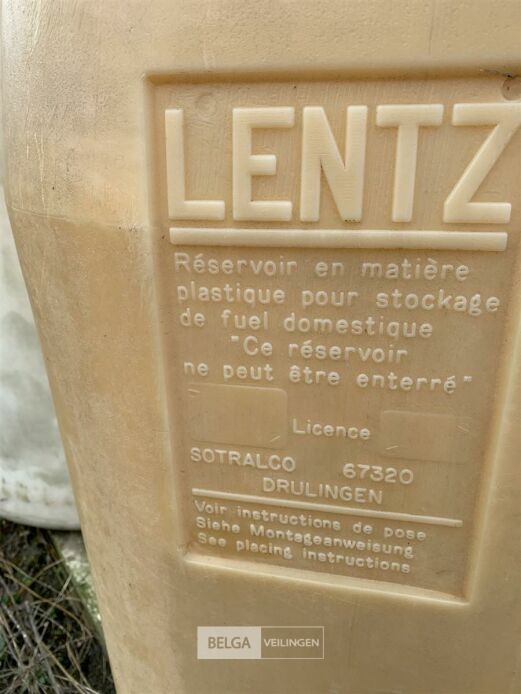 LENTZ
Réservoir en matière
plastique pour stockage
de fuel domestique
"Ce réservoir
ne peut être enterré"
Licence
SOTRALCO 67320
DRULINGEN
Voir instructions de pose
Siehe Montageanweisung
See placing instructions
BELGA VEILINGEN